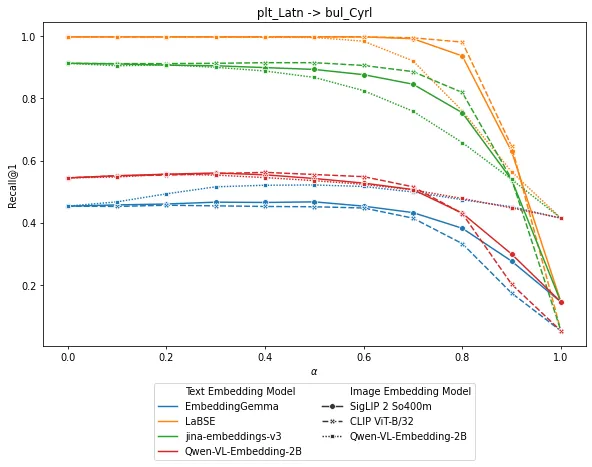 plt_Latn -> bul_Cyrl
Recall@1
1.0
0.8
0.6
0.4
0.2
0.0 0.2 0.4 0.6 0.8 1.0
α
Text Embedding Model Image Embedding Model
EmbeddingGemma SigLIP 2 So400m
LaBSE CLIP ViT-B/32
jina-embeddings-v3 Qwen-VL-Embedding-2B
Qwen-VL-Embedding-2B